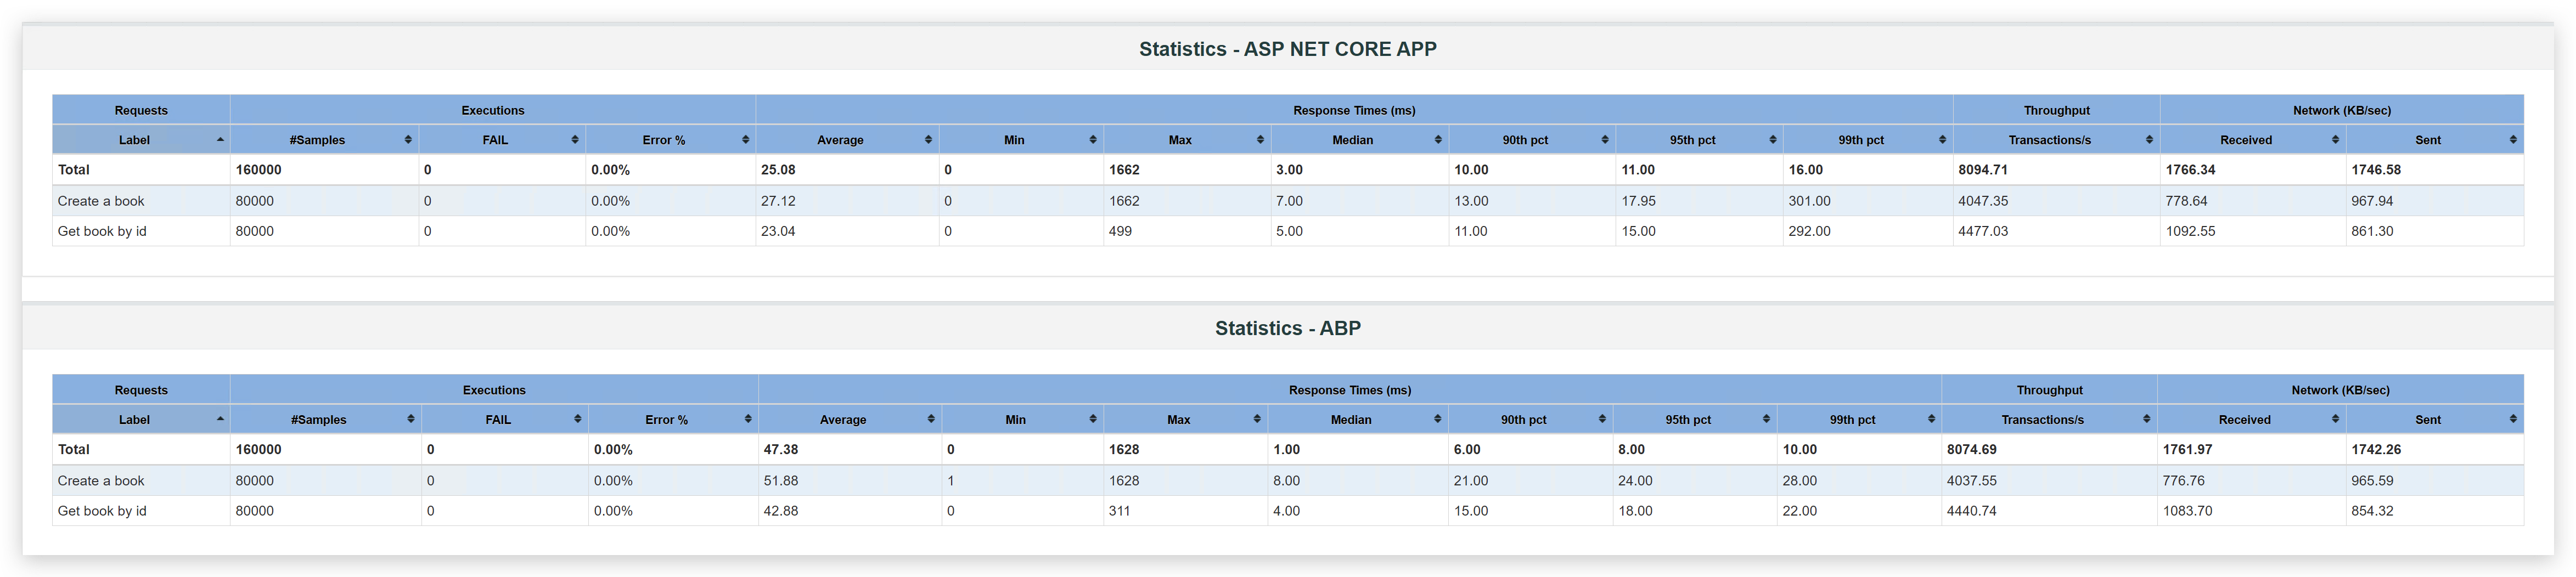 Statistics - ASP NET CORE APP
Requests Executions Response Times (ms) Throughput Network (KB/sec)
Label #Samples FAIL Error % Average Min Max Median 90th pct 95th pct 99th pct Transactions/s Received Sent
Total 160000 0 0.00% 25.08 0 1662 3.00 10.00 11.00 16.00 8094.71 1766.34 1746.58
Create a book 80000 0 0.00% 27.12 0 1662 7.00 13.00 17.95 301.00 4047.35 778.64 967.94
Get book by id 80000 0 0.00% 23.04 0 499 5.00 11.00 15.00 292.00 4477.03 1092.55 861.30
Statistics - ABP
Requests Executions Response Times (ms) Throughput Network (KB/sec)
Label #Samples FAIL Error % Average Min Max Median 90th pct 95th pct 99th pct Transactions/s Received Sent
Total 160000 0 0.00% 47.38 0 1628 1.00 6.00 8.00 10.00 8074.69 1761.97 1742.26
Create a book 80000 0 0.00% 51.88 1 1628 8.00 21.00 24.00 28.00 4037.55 776.76 965.59
Get book by id 80000 0 0.00% 42.88 0 311 4.00 15.00 18.00 22.00 4440.74 1083.70 854.32